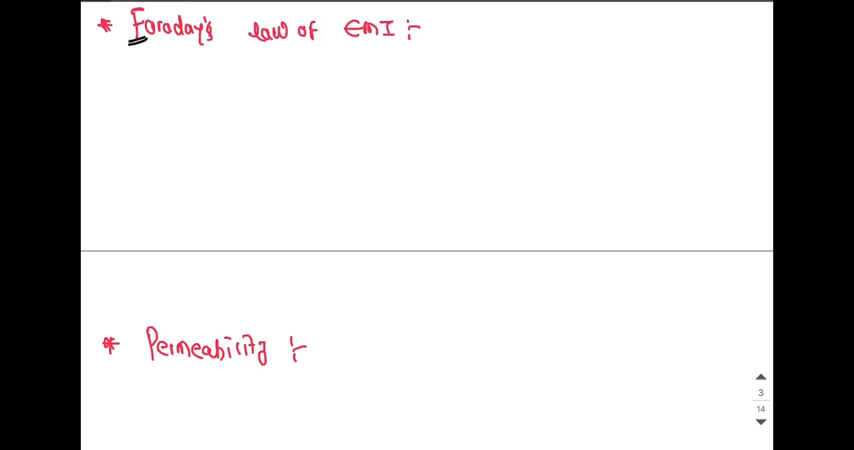 * Faraday's law of EMI :-
* Permeability :-
3
14